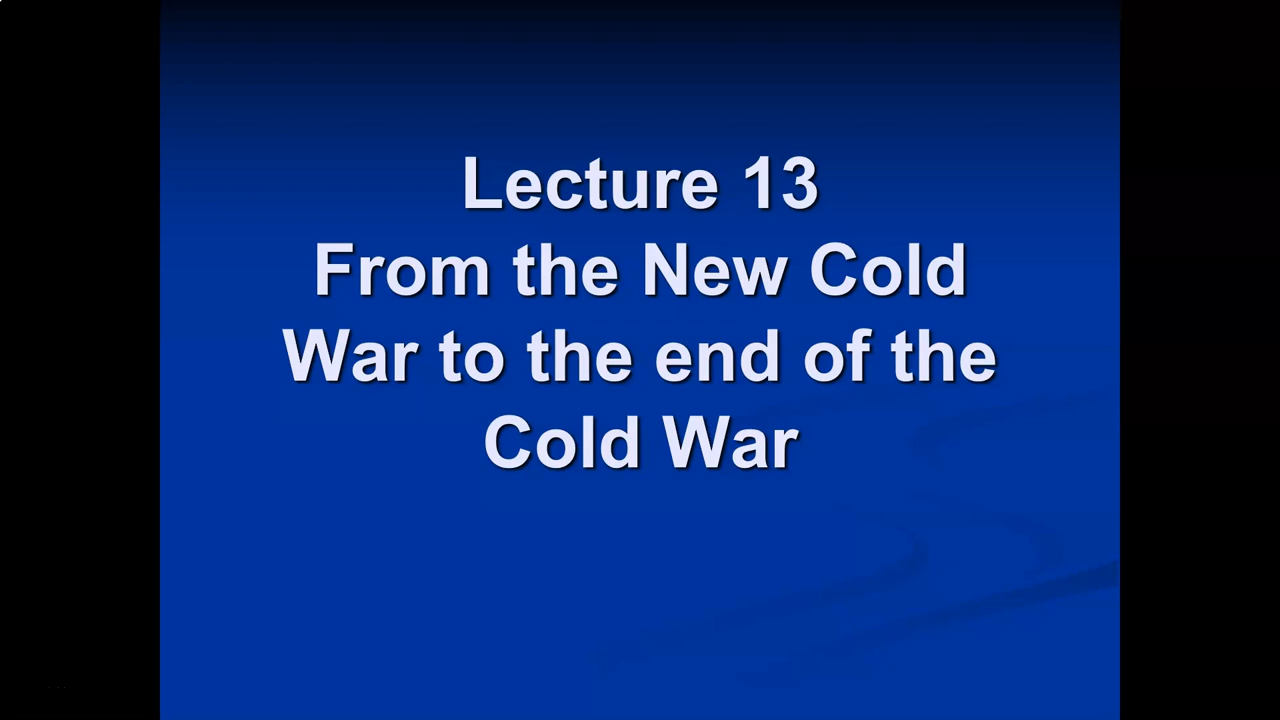 Lecture 13
From the New Cold
War to the end of the
Cold War